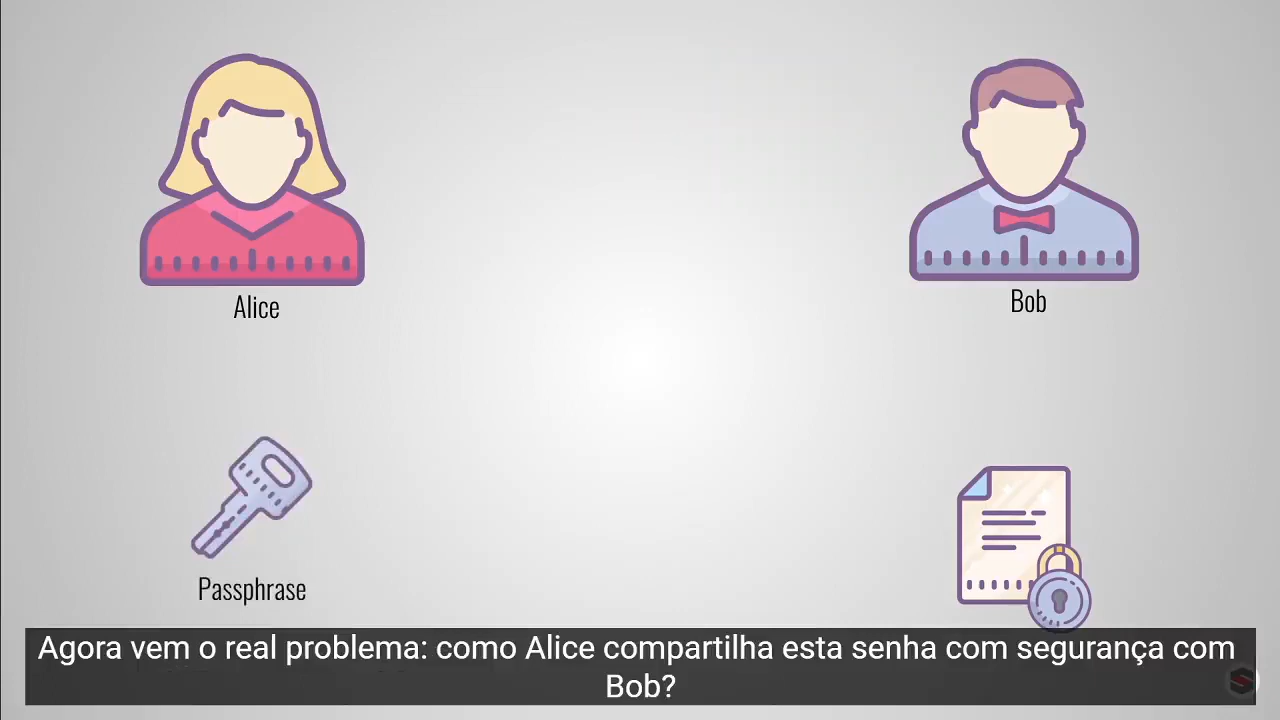 Alice
Bob
Passphrase
Agora vem o real problema: como Alice compartilha esta senha com segurança com
Bob?